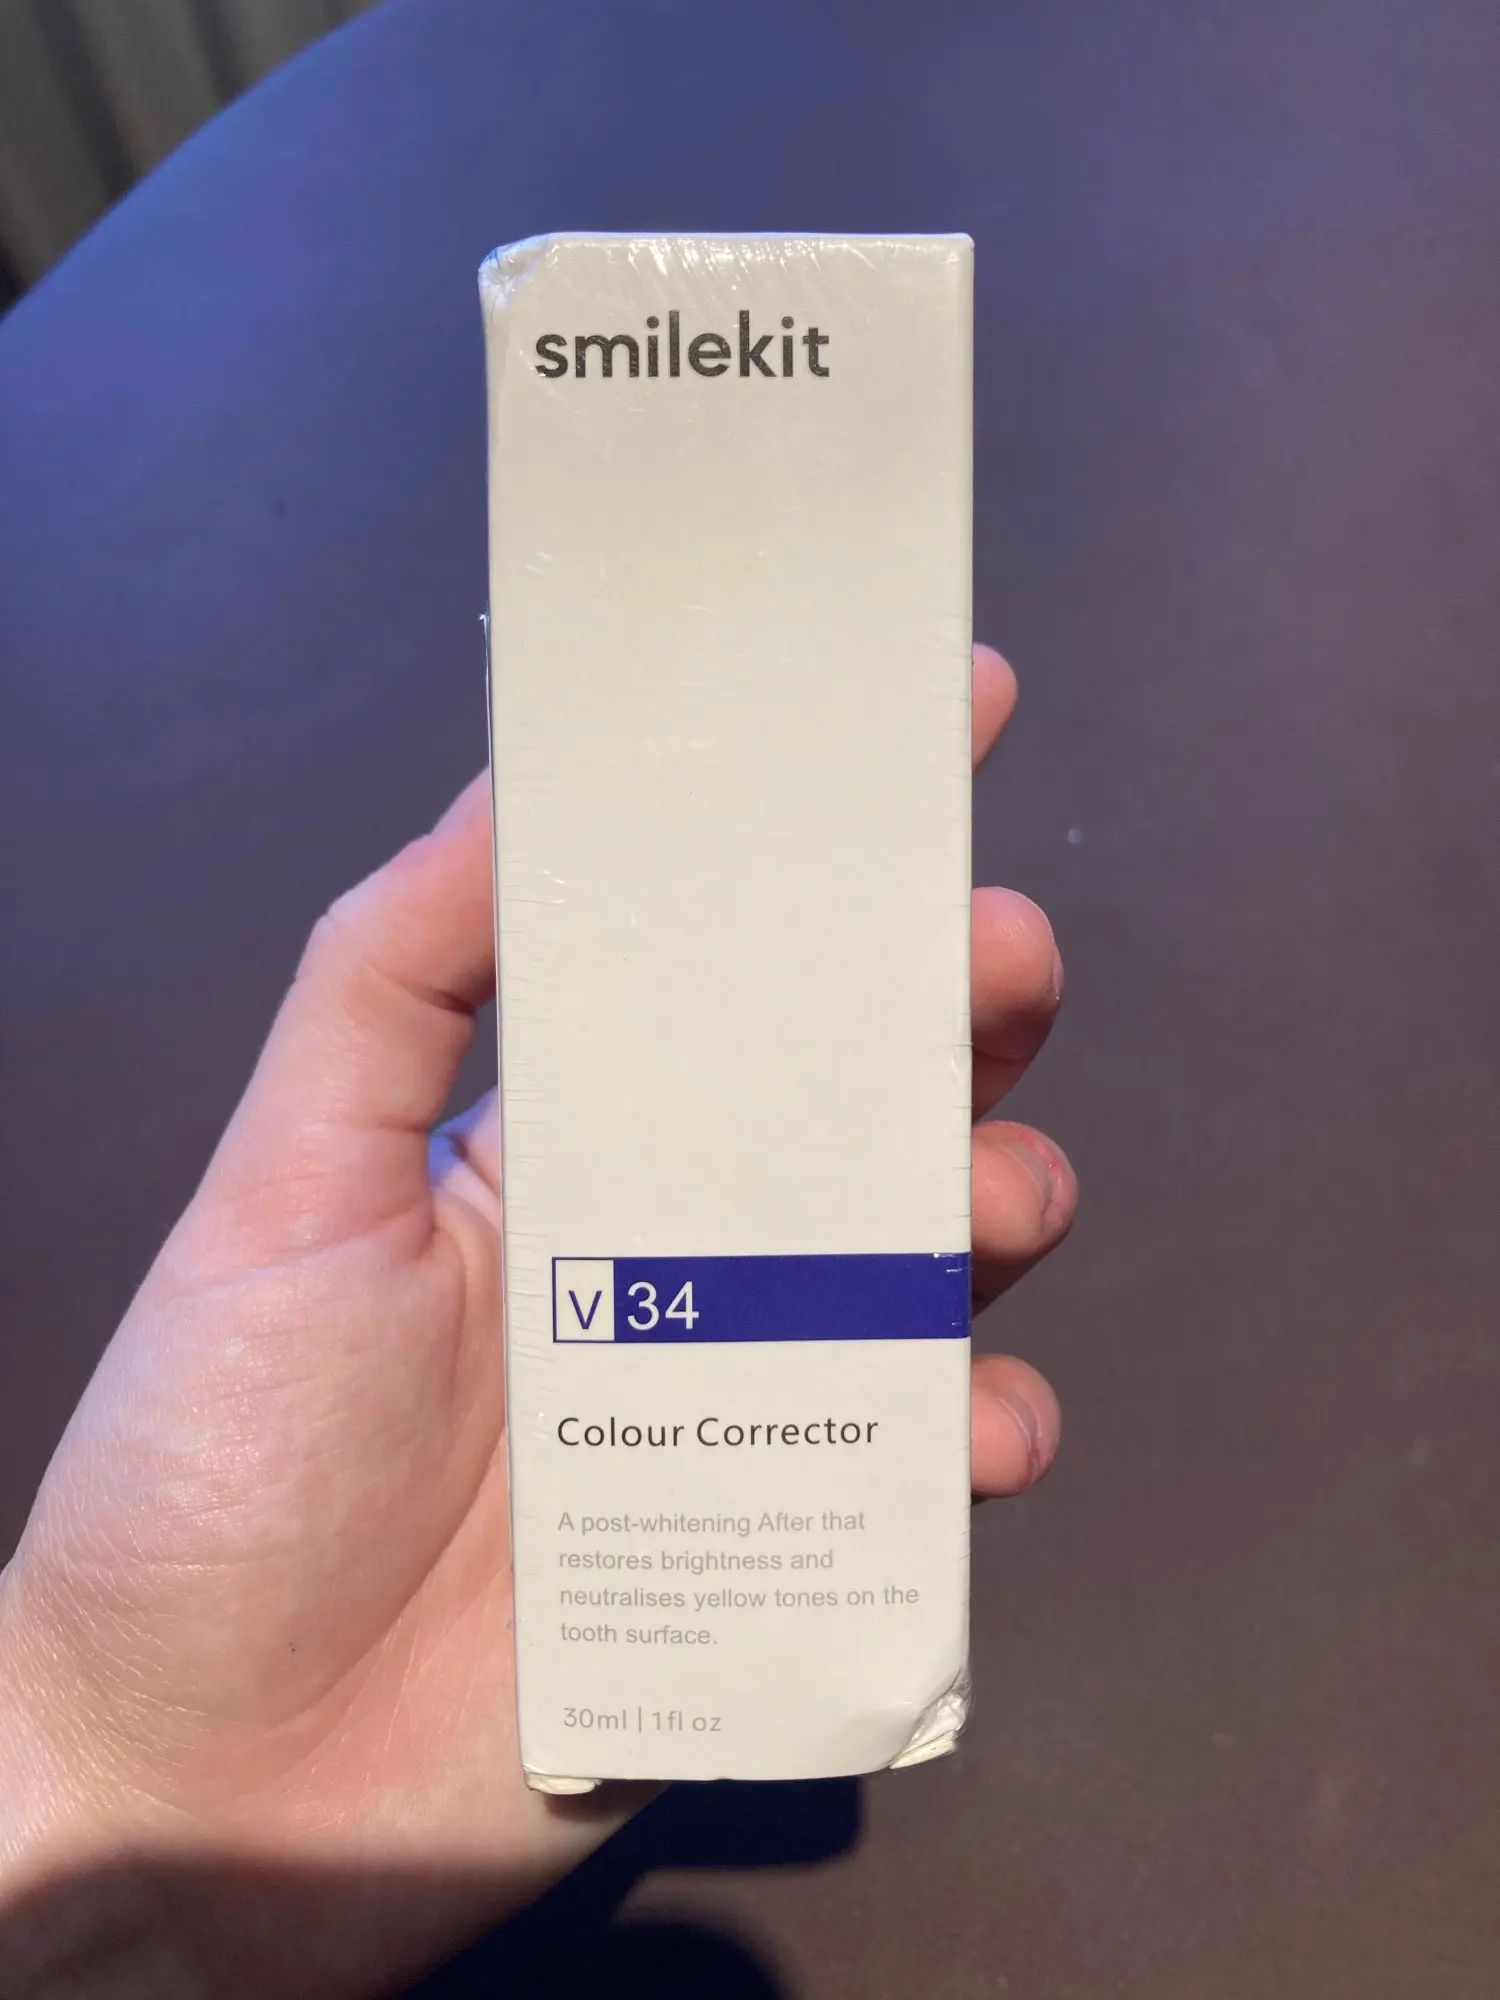 smilekit
V 34
Colour Corrector
A post-whitening After that
restores brightness and
neutralises yellow tones on the
tooth surface.
30ml | 1fl oz